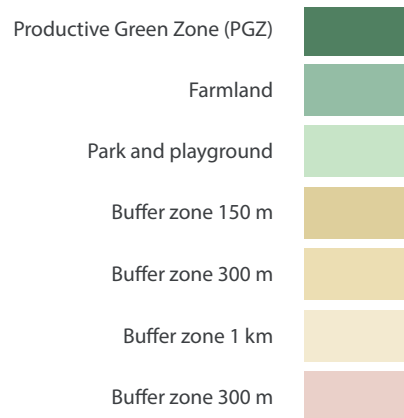 Productive Green Zone (PGZ)
Farmland
Park and playground
Buffer zone 150 m
Buffer zone 300 m
Buffer zone 1 km
Buffer zone 300 m